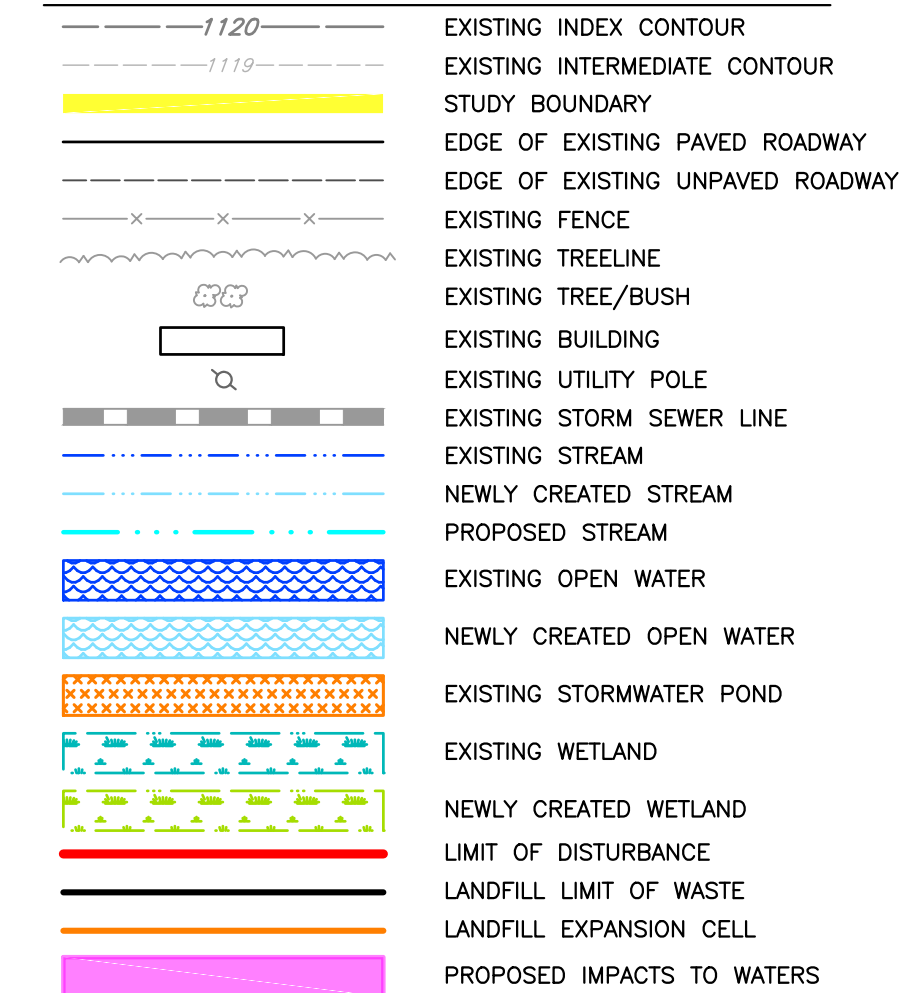 1120 EXISTING INDEX CONTOUR
1119 EXISTING INTERMEDIATE CONTOUR
STUDY BOUNDARY
EDGE OF EXISTING PAVED ROADWAY
EDGE OF EXISTING UNPAVED ROADWAY
EXISTING FENCE
EXISTING TREELINE
EXISTING TREE/BUSH
EXISTING BUILDING
EXISTING UTILITY POLE
EXISTING STORM SEWER LINE
EXISTING STREAM
NEWLY CREATED STREAM
PROPOSED STREAM
EXISTING OPEN WATER
NEWLY CREATED OPEN WATER
EXISTING STORMWATER POND
EXISTING WETLAND
NEWLY CREATED WETLAND
LIMIT OF DISTURBANCE
LANDFILL LIMIT OF WASTE
LANDFILL EXPANSION CELL
PROPOSED IMPACTS TO WATERS